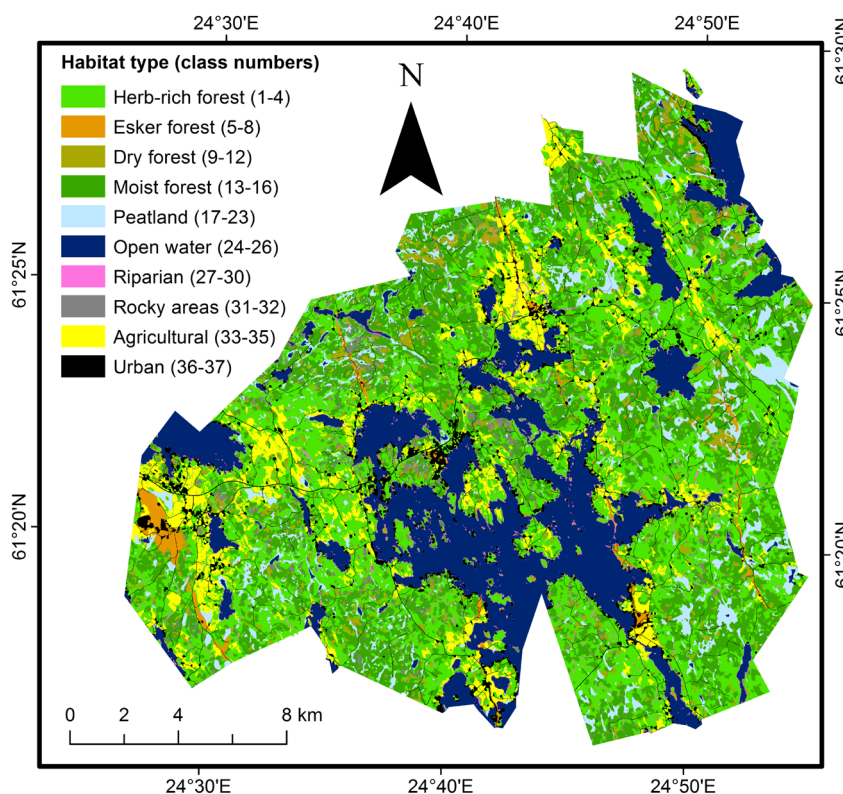 24°30'E 24°40'E 24°50'E
Habitat type (class numbers)
Herb-rich forest (1-4)
Esker forest (5-8)
Dry forest (9-12)
Moist forest (13-16)
Peatland (17-23)
Open water (24-26)
Riparian (27-30)
Rocky areas (31-32)
Agricultural (33-35)
Urban (36-37)
N
61°30'N
61°25'N
61°25'N
61°20'N
61°20'N
0 2 4 8 km
24°30'E 24°40'E 24°50'E